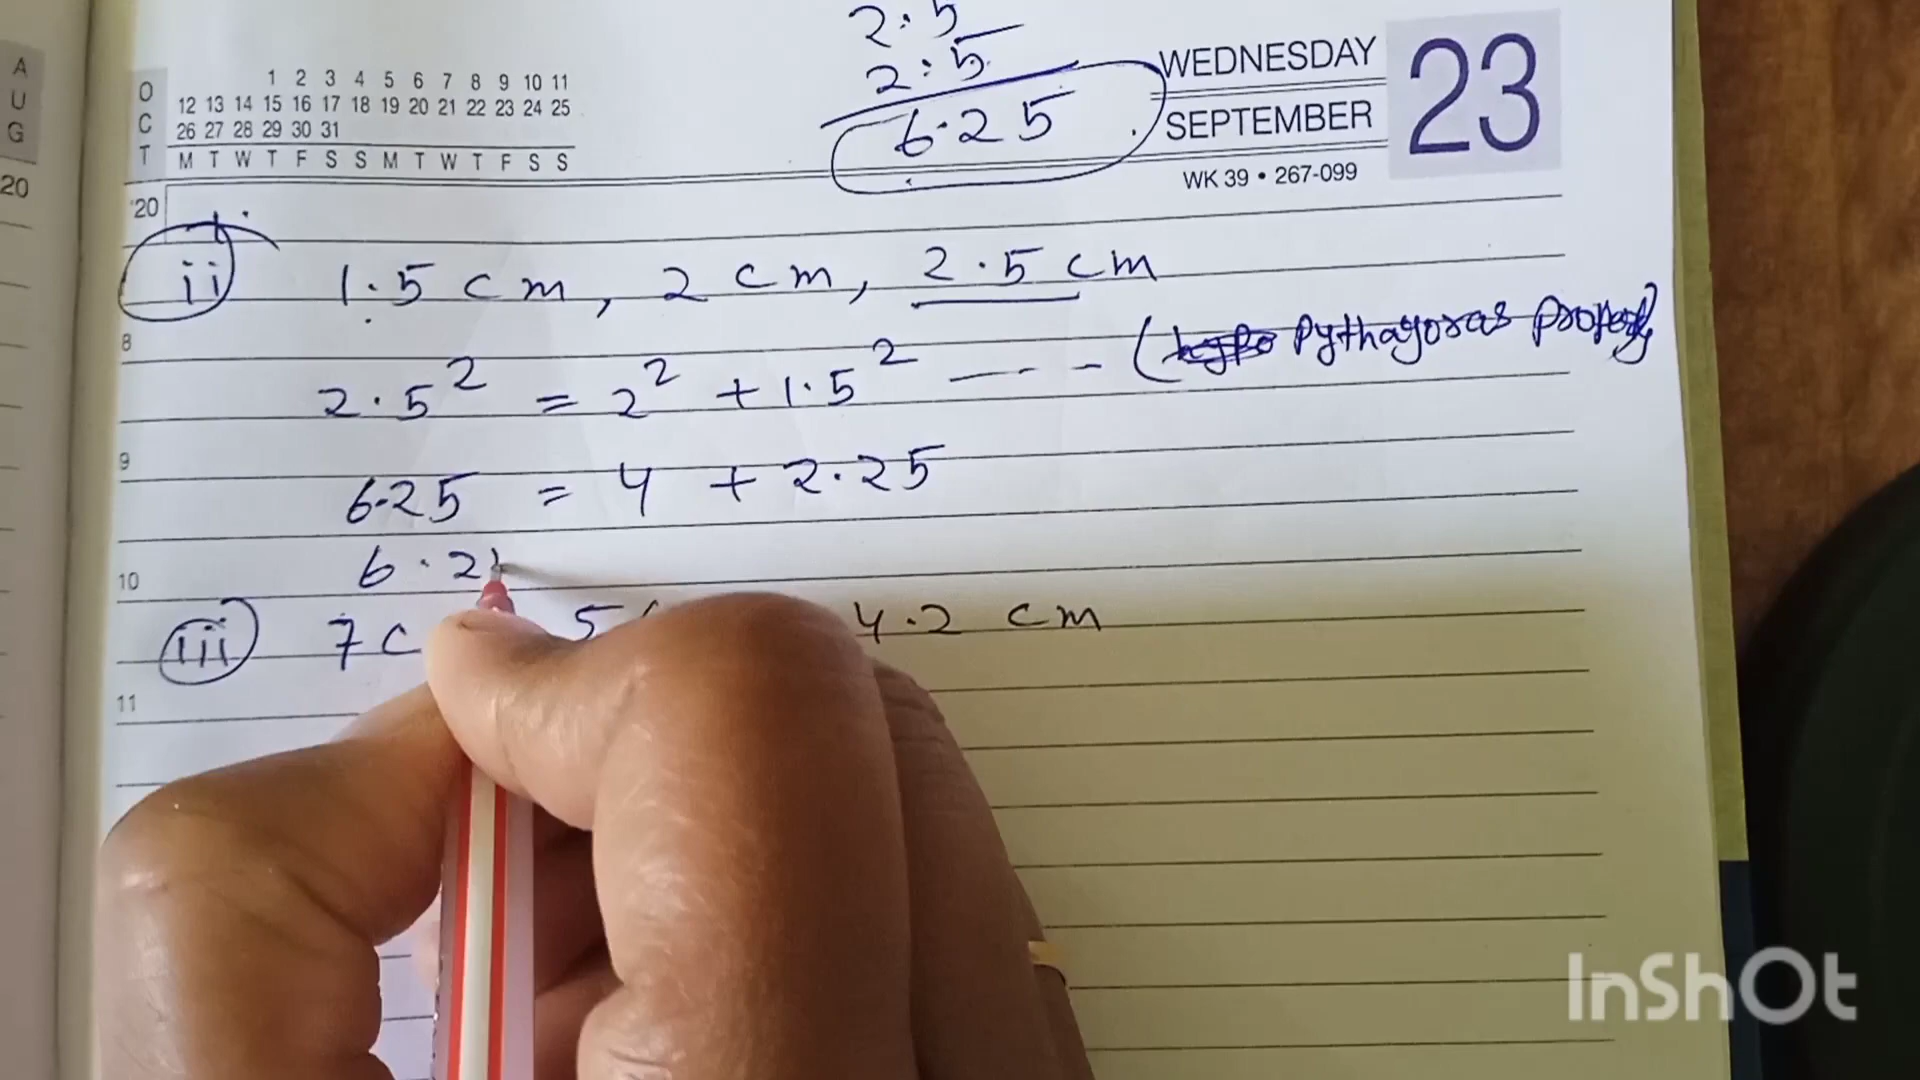 A
U
G
20
O
C
T
1 2 3 4 5 6 7 8 9 10 11
12 13 14 15 16 17 18 19 20 21 22 23 24 25
26 27 28 29 30 31
M T W T F S S M T W T F S S
'20
2.5
2.5
6.25
WEDNESDAY
SEPTEMBER
23
WK 39 • 267-099
ii 1.5 cm, 2 cm, 2.5 cm
8
2.5² = 2² + 1.5² --- (Pythagoras property
9
6.25 = 4 + 2.25
10
6.2
iii 7c 5 4.2 cm
11
InShOt